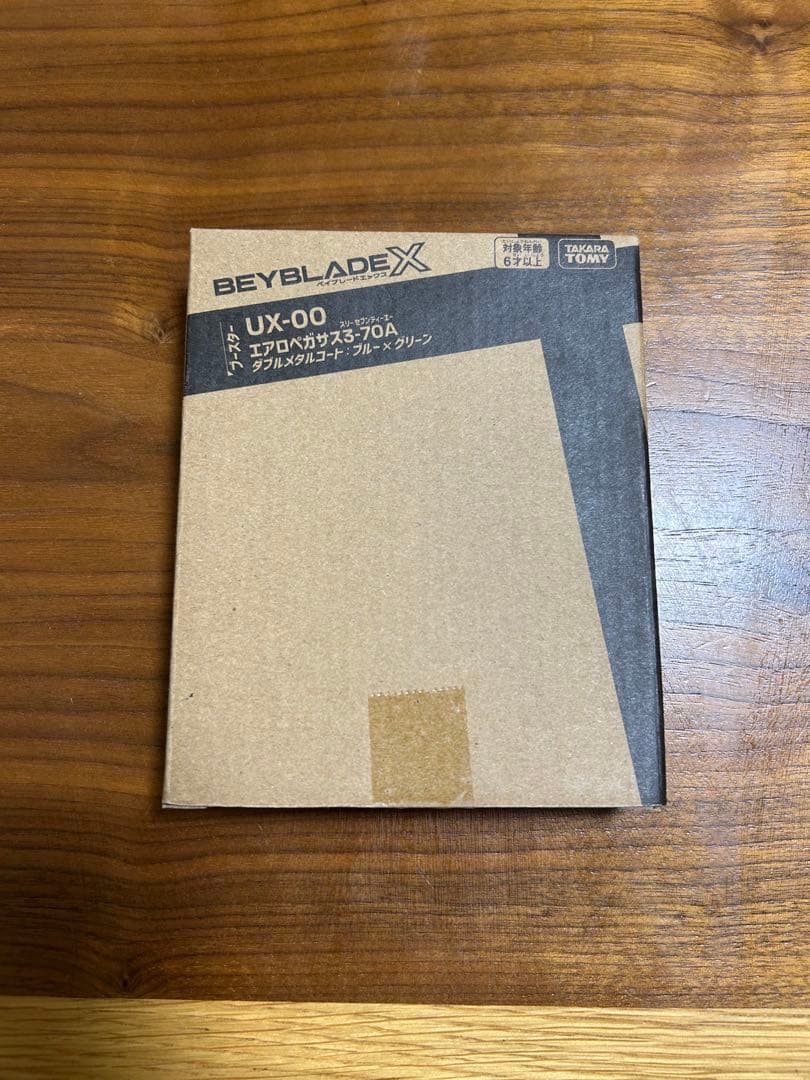 BEYBLADE X
ベイブレードエックス
対象年齢
6才以上
TAKARA
TOMY
ブースター
UX-00
スリーセブンティーエー
エアロペガサス3-70A
ダブルメタルコート:ブルー×グリーン